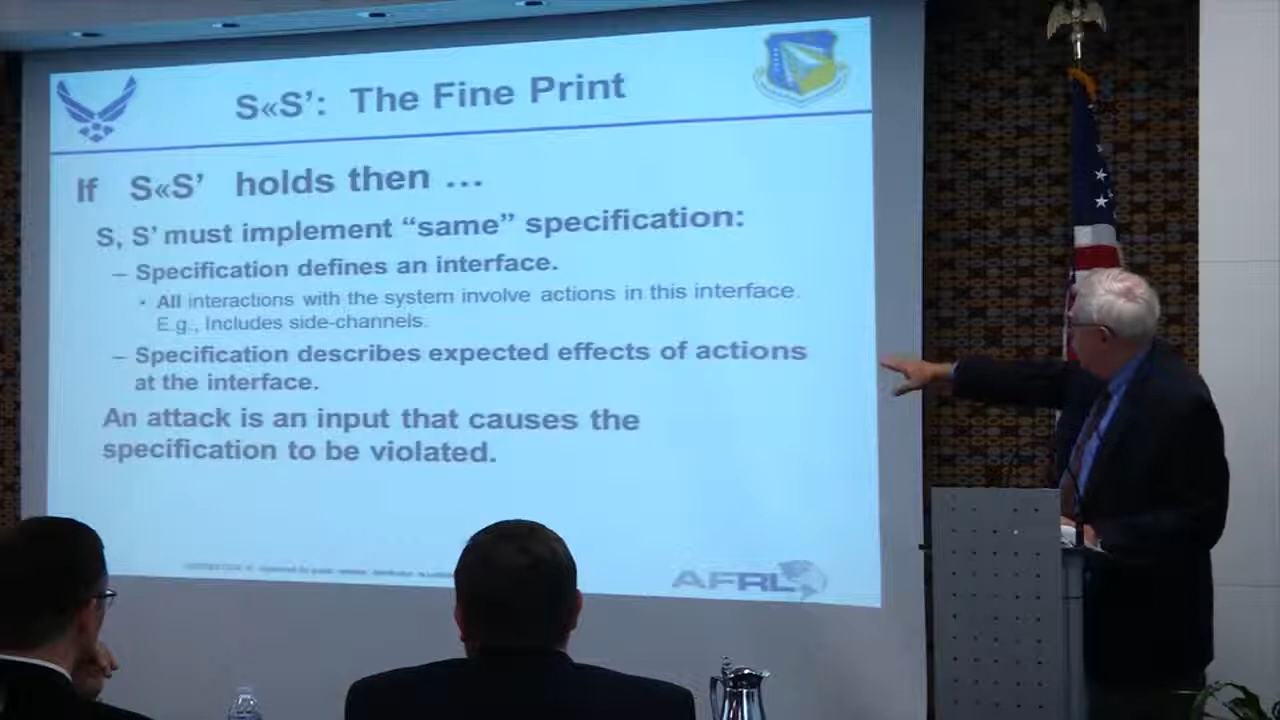 S«S’: The Fine Print
If S«S’ holds then …
S, S’ must implement “same” specification:
– Specification defines an interface.
• All interactions with the system involve actions in this interface.
E.g., Includes side-channels.
– Specification describes expected effects of actions
at the interface.
An attack is an input that causes the
specification to be violated.
AFRL